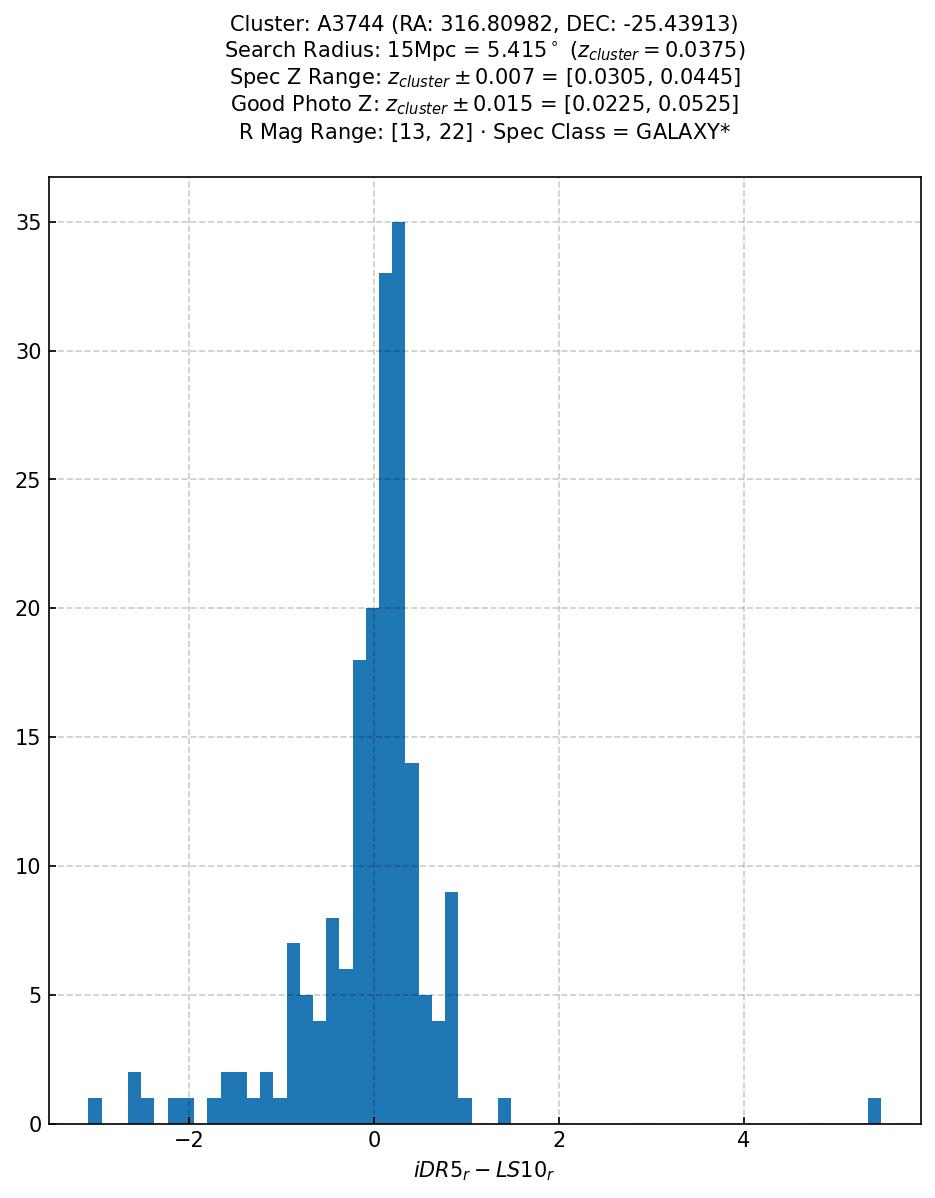 Cluster: A3744 (RA: 316.80982, DEC: -25.43913)
Search Radius: 15Mpc = 5.415° (z_cluster = 0.0375)
Spec Z Range: z_cluster ± 0.007 = [0.0305, 0.0445]
Good Photo Z: z_cluster ± 0.015 = [0.0225, 0.0525]
R Mag Range: [13, 22] · Spec Class = GALAXY*
35
30
25
20
15
10
5
0
−2 0 2 4
iDR5_r − LS10_r